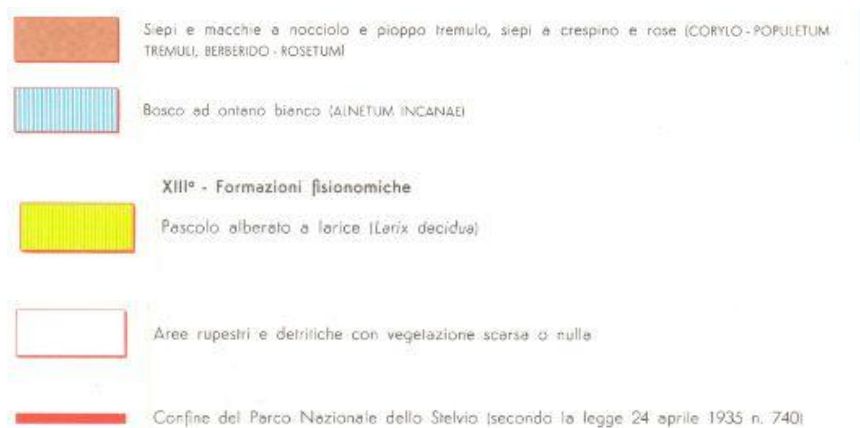 Siepi e macchie a nocciolo e pioppo tremulo, siepi a crespino e rose (CORYLO - POPULETUM
TREMULI, BERBERIDO - ROSETUM)
Bosco ad ontano bianco (ALNETUM INCANAE)
XIIIª - Formazioni fisionomiche
Pascolo alberato a larice (Larix decidua)
Aree rupestri e detritiche con vegetazione scarsa o nulla
Confine del Parco Nazionale dello Stelvio (secondo la legge 24 aprile 1935 n. 740)